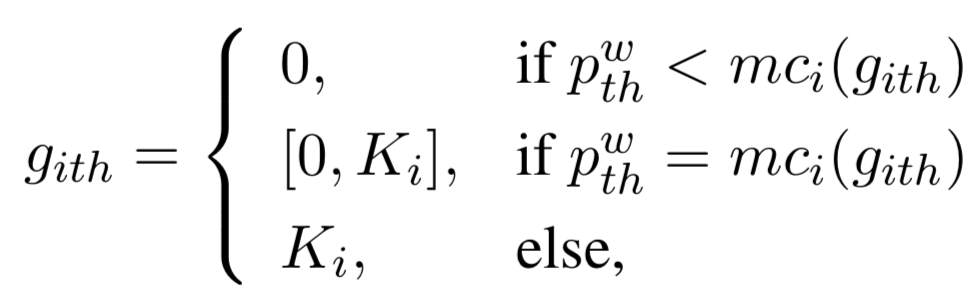 0, if p^w_{th} < mc_i(g_{ith})
g_{ith} = { [0, K_i], if p^w_{th} = mc_i(g_{ith})
K_i, else,